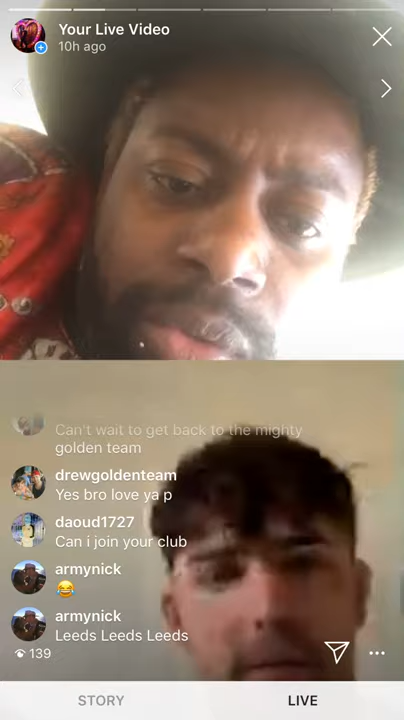 Your Live Video
10h ago
Can't wait to get back to the mighty
golden team
drewgoldenteam
Yes bro love ya p
daoud1727
Can i join your club
armynick
😂
armynick
Leeds Leeds Leeds
139
STORY
LIVE